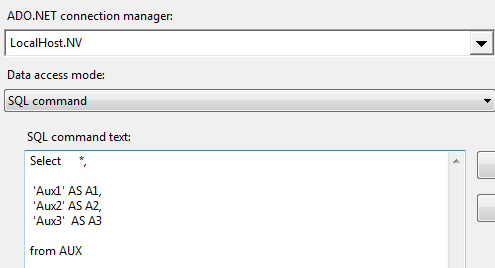 ADO.NET connection manager:
LocalHost.NV
Data access mode:
SQL command
SQL command text:
Select      *,
'Aux1' AS A1,
'Aux2' AS A2,
'Aux3'  AS A3
from AUX